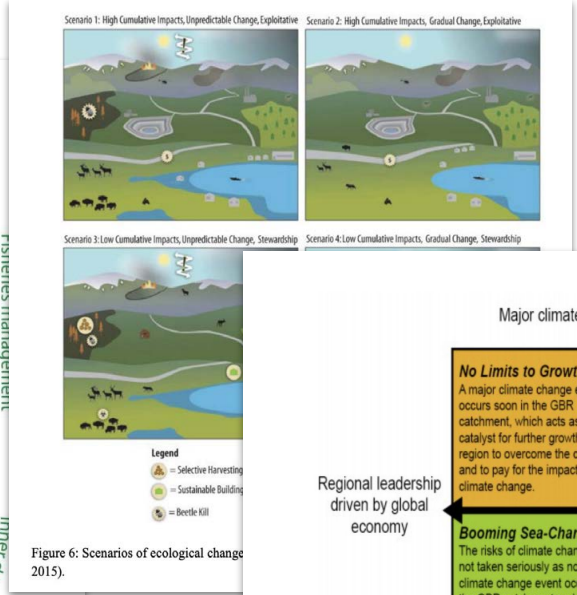 Scenario 1: High Cumulative Impacts, Unpredictable Change, Exploitative
Scenario 2: High Cumulative Impacts, Gradual Change, Exploitative
Scenario 3: Low Cumulative Impacts, Unpredictable Change, Stewardship
Scenario 4: Low Cumulative Impacts, Gradual Change, Stewardship
Legend
= Selective Harvesting
= Sustainable Building
= Beetle Kill
Figure 6: Scenarios of ecological change
2015).
Fisheries management
Major climate
Regional leadership
driven by global
economy
No Limits to Growth
A major climate change
occurs soon in the GBR
catchment, which acts as
catalyst for further growth
region to overcome the
and to pay for the impact
climate change.
Booming Sea-Chan
The risks of climate chan
not taken seriously as no
climate change event occ